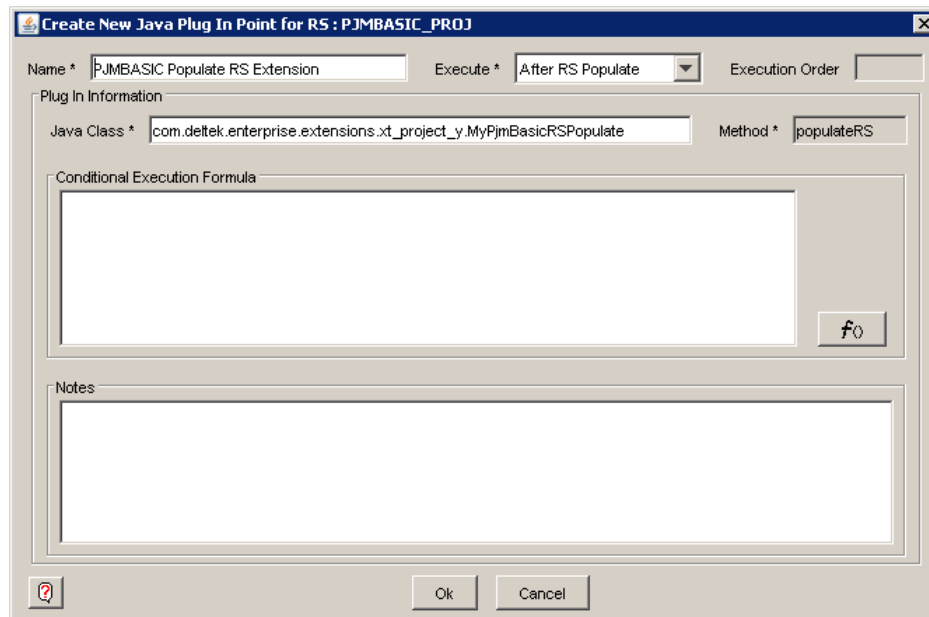 Create New Java Plug In Point for RS : PJMBASIC_PROJ
Name * PJMBASIC Populate RS Extension Execute * After RS Populate Execution Order
Plug In Information
Java Class * com.deltek.enterprise.extensions.xt_project_y.MyPjmBasicRSPopulate Method * populateRS
Conditional Execution Formula
f()
Notes
Ok Cancel